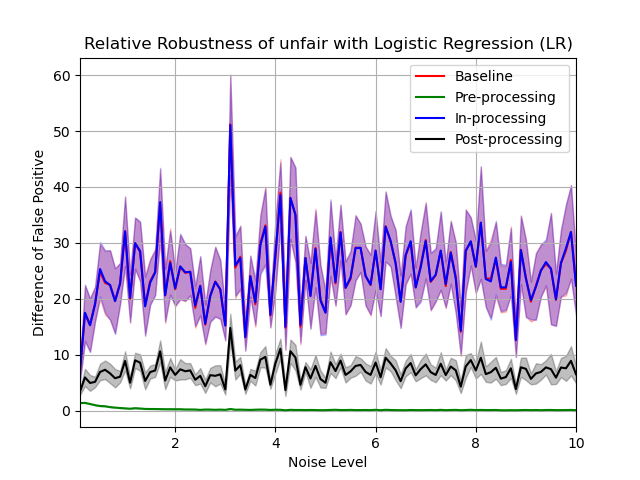 Relative Robustness of unfair with Logistic Regression (LR)
Difference of False Positive
60
50
40
30
20
10
0
Baseline
Pre-processing
In-processing
Post-processing
2
4
6
8
10
Noise Level